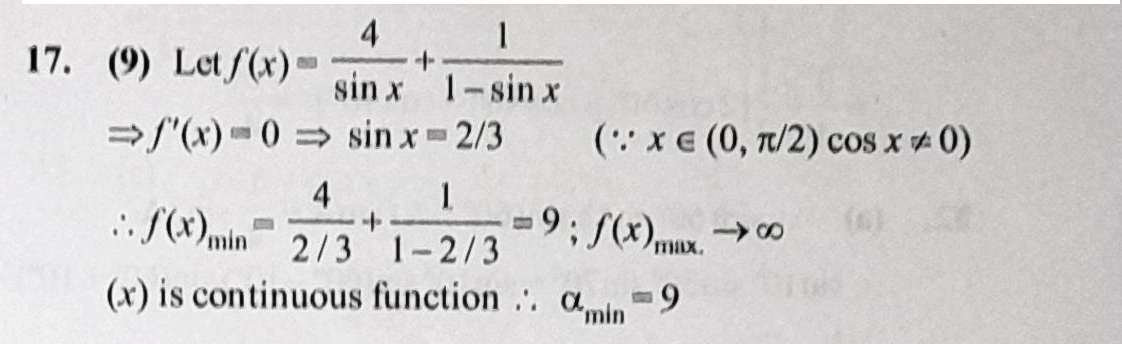 17. (9) Let f(x) = 4/sin x + 1/(1 – sin x)
⇒ f'(x) = 0 ⇒ sin x = 2/3 (∵ x ∈ (0, π/2) cos x ≠ 0)
∴ f(x)min = 4/(2/3) + 1/(1 – 2/3) = 9; f(x)max. → ∞
(x) is continuous function ∴ αmin = 9